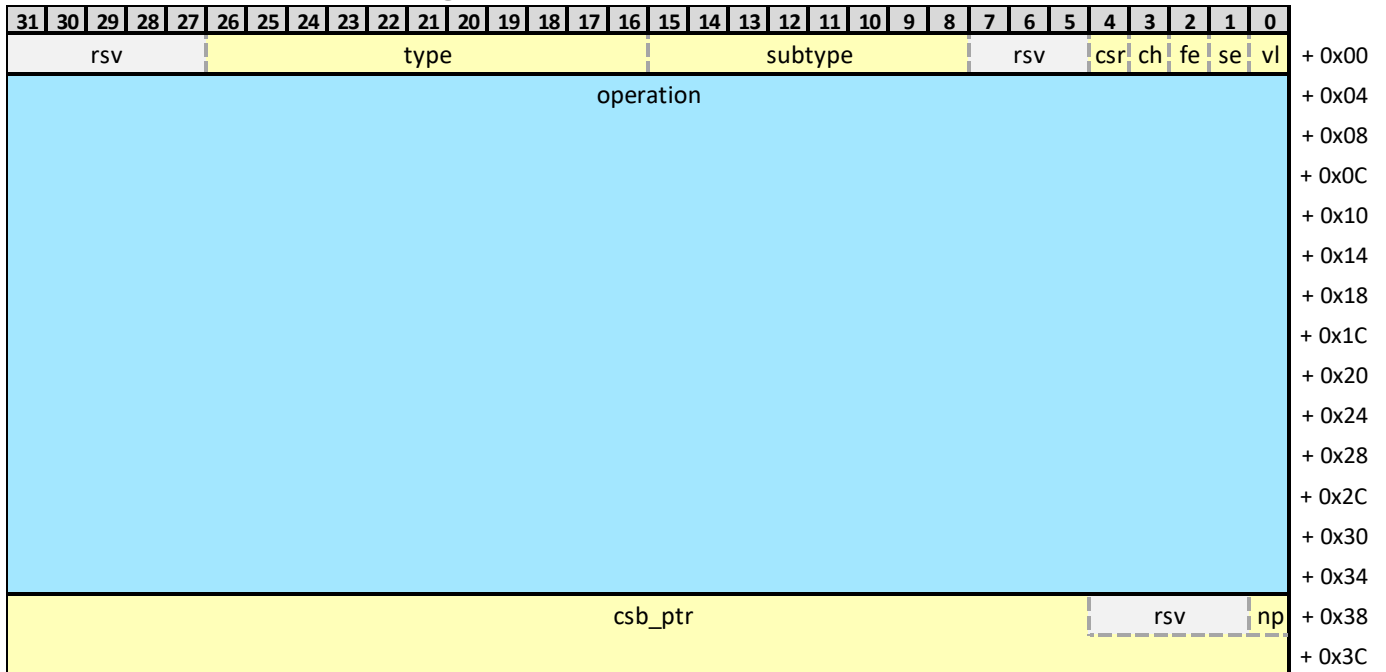 31 30 29 28 27 26 25 24 23 22 21 20 19 18 17 16 15 14 13 12 11 10 9 8 7 6 5 4 3 2 1 0
rsv type subtype rsv csr ch fe se vl + 0x00
operation + 0x04
+ 0x08
+ 0x0C
+ 0x10
+ 0x14
+ 0x18
+ 0x1C
+ 0x20
+ 0x24
+ 0x28
+ 0x2C
+ 0x30
+ 0x34
csb_ptr rsv np + 0x38
+ 0x3C